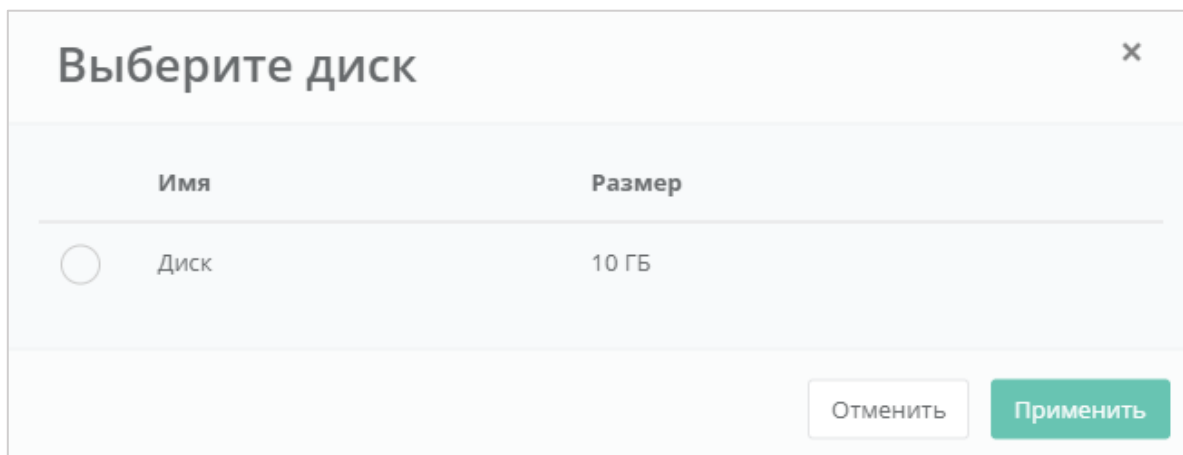 Выберите диск
Имя Размер
Диск 10 ГБ
Отменить Применить